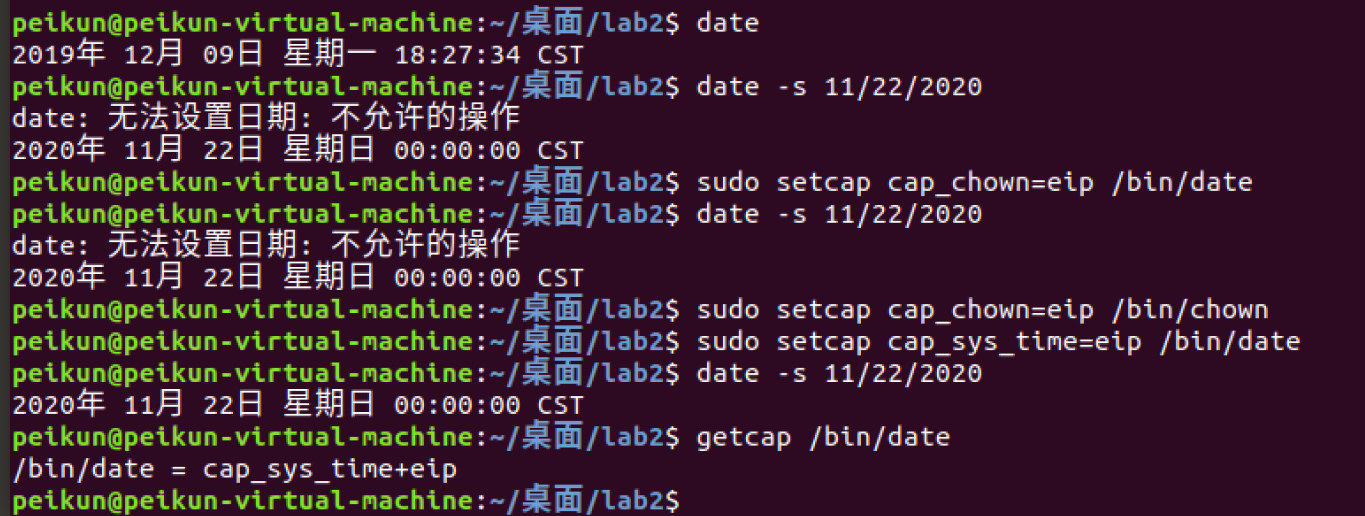 peikun@peikun-virtual-machine:~/桌面/lab2$ date
2019年 12月 09日 星期一 18:27:34 CST
peikun@peikun-virtual-machine:~/桌面/lab2$ date -s 11/22/2020
date: 无法设置日期: 不允许的操作
2020年 11月 22日 星期日 00:00:00 CST
peikun@peikun-virtual-machine:~/桌面/lab2$ sudo setcap cap_chown=eip /bin/date
peikun@peikun-virtual-machine:~/桌面/lab2$ date -s 11/22/2020
date: 无法设置日期: 不允许的操作
2020年 11月 22日 星期日 00:00:00 CST
peikun@peikun-virtual-machine:~/桌面/lab2$ sudo setcap cap_chown=eip /bin/chown
peikun@peikun-virtual-machine:~/桌面/lab2$ sudo setcap cap_sys_time=eip /bin/date
peikun@peikun-virtual-machine:~/桌面/lab2$ date -s 11/22/2020
2020年 11月 22日 星期日 00:00:00 CST
peikun@peikun-virtual-machine:~/桌面/lab2$ getcap /bin/date
/bin/date = cap_sys_time+eip
peikun@peikun-virtual-machine:~/桌面/lab2$